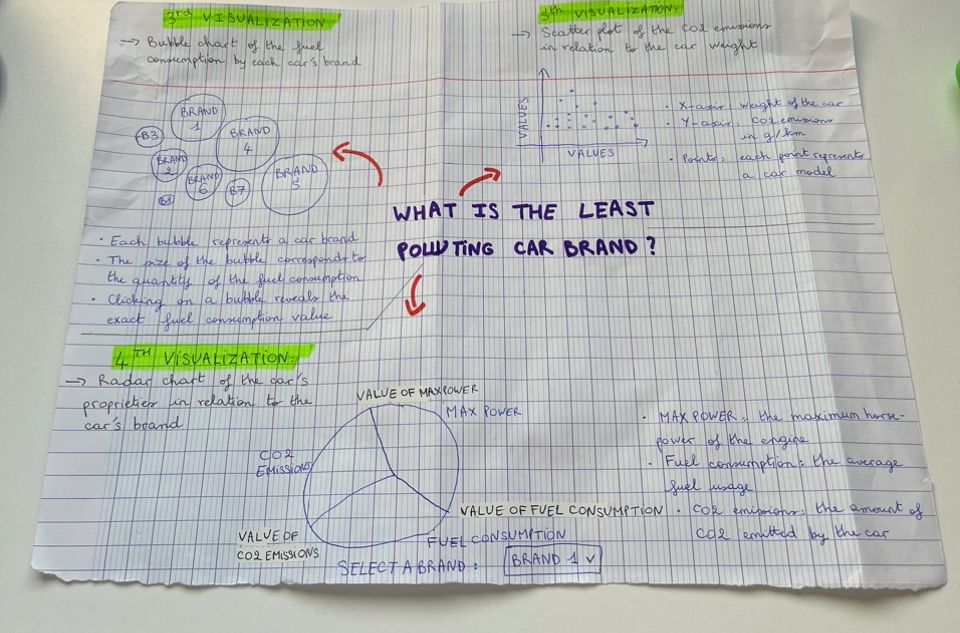 3rd VISUALIZATION
→ Bubble chart of the fuel
consumption by each car's brand
BRAND
1
B3
BRAND
4
BRAND
2
BRAND
6
B7
BRAND
5
• Each bubble represents a car brand
• The size of the bubble corresponds to
the quantity of the fuel consumption
• Clicking on a bubble reveals the
exact fuel consumption value
VISUALIZATION:
→ Scatter plot of the CO2 emissions
in relation to the car weight
VALUES
VALUES
• X-axis: weight of the car
• Y-axis: CO2 emissions
in g/km
• Points: each point represents
a car model
WHAT IS THE LEAST
POLLUTING CAR BRAND?
4TH VISUALIZATION:
→ Radar chart of the car's
proprieties in relation to the
car's brand
VALUE OF MAX POWER
MAX POWER
CO2
EMISSIONS
VALUE OF FUEL CONSUMPTION
FUEL CONSUMPTION
VALUE OF
CO2 EMISSIONS
SELECT A BRAND:
BRAND 1 v
• MAX POWER: the maximum horse-
power of the engine
• Fuel consumption: the average
fuel usage
• CO2 emissions: the amount of
CO2 emitted by the car